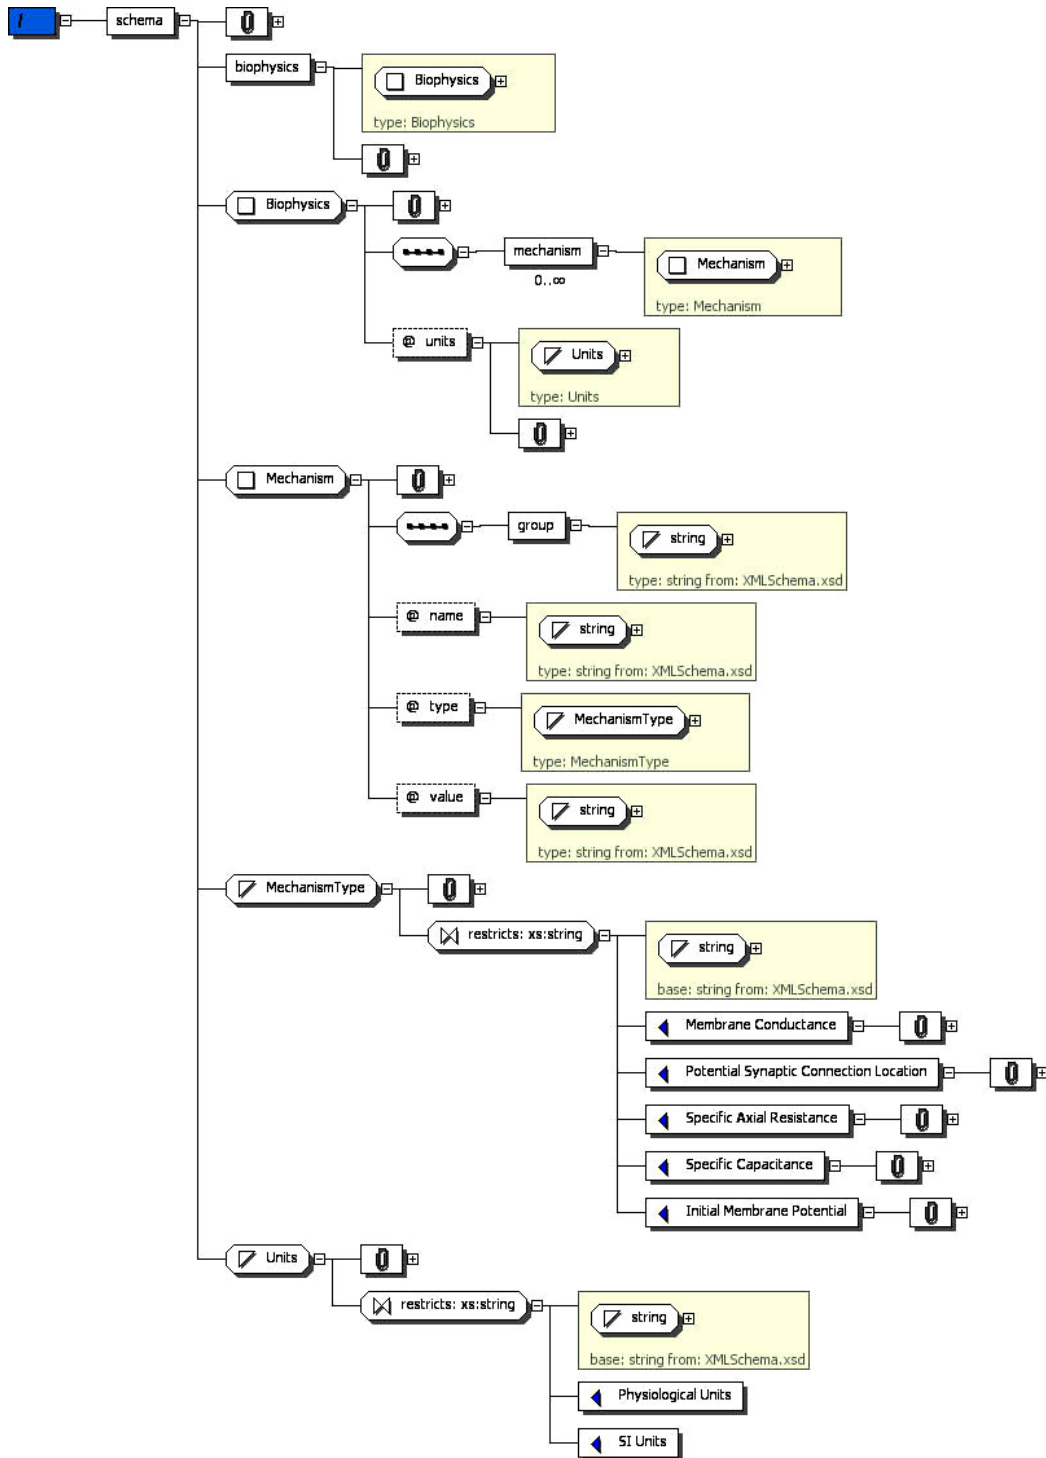 /
schema
biophysics
Biophysics
type: Biophysics
Biophysics
mechanism
0..∞
Mechanism
type: Mechanism
@ units
Units
type: Units
Mechanism
group
string
type: string from: XMLSchema.xsd
@ name
string
type: string from: XMLSchema.xsd
@ type
MechanismType
type: MechanismType
@ value
string
type: string from: XMLSchema.xsd
MechanismType
restricts: xs:string
string
base: string from: XMLSchema.xsd
Membrane Conductance
Potential Synaptic Connection Location
Specific Axial Resistance
Specific Capacitance
Initial Membrane Potential
Units
restricts: xs:string
string
base: string from: XMLSchema.xsd
Physiological Units
SI Units